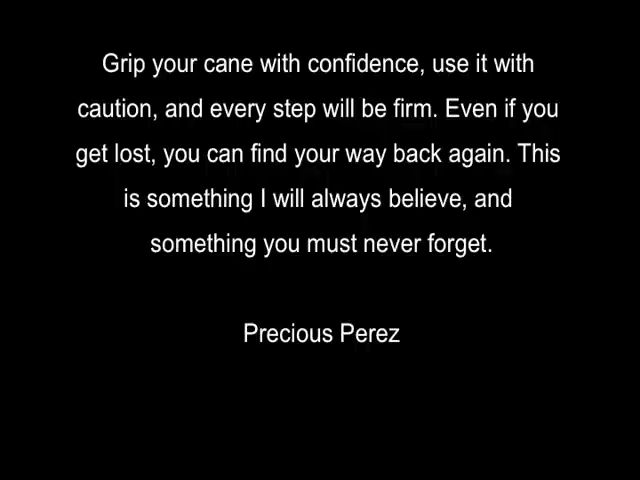 Grip your cane with confidence, use it with
caution, and every step will be firm. Even if you
get lost, you can find your way back again. This
is something I will always believe, and
something you must never forget.
Precious Perez